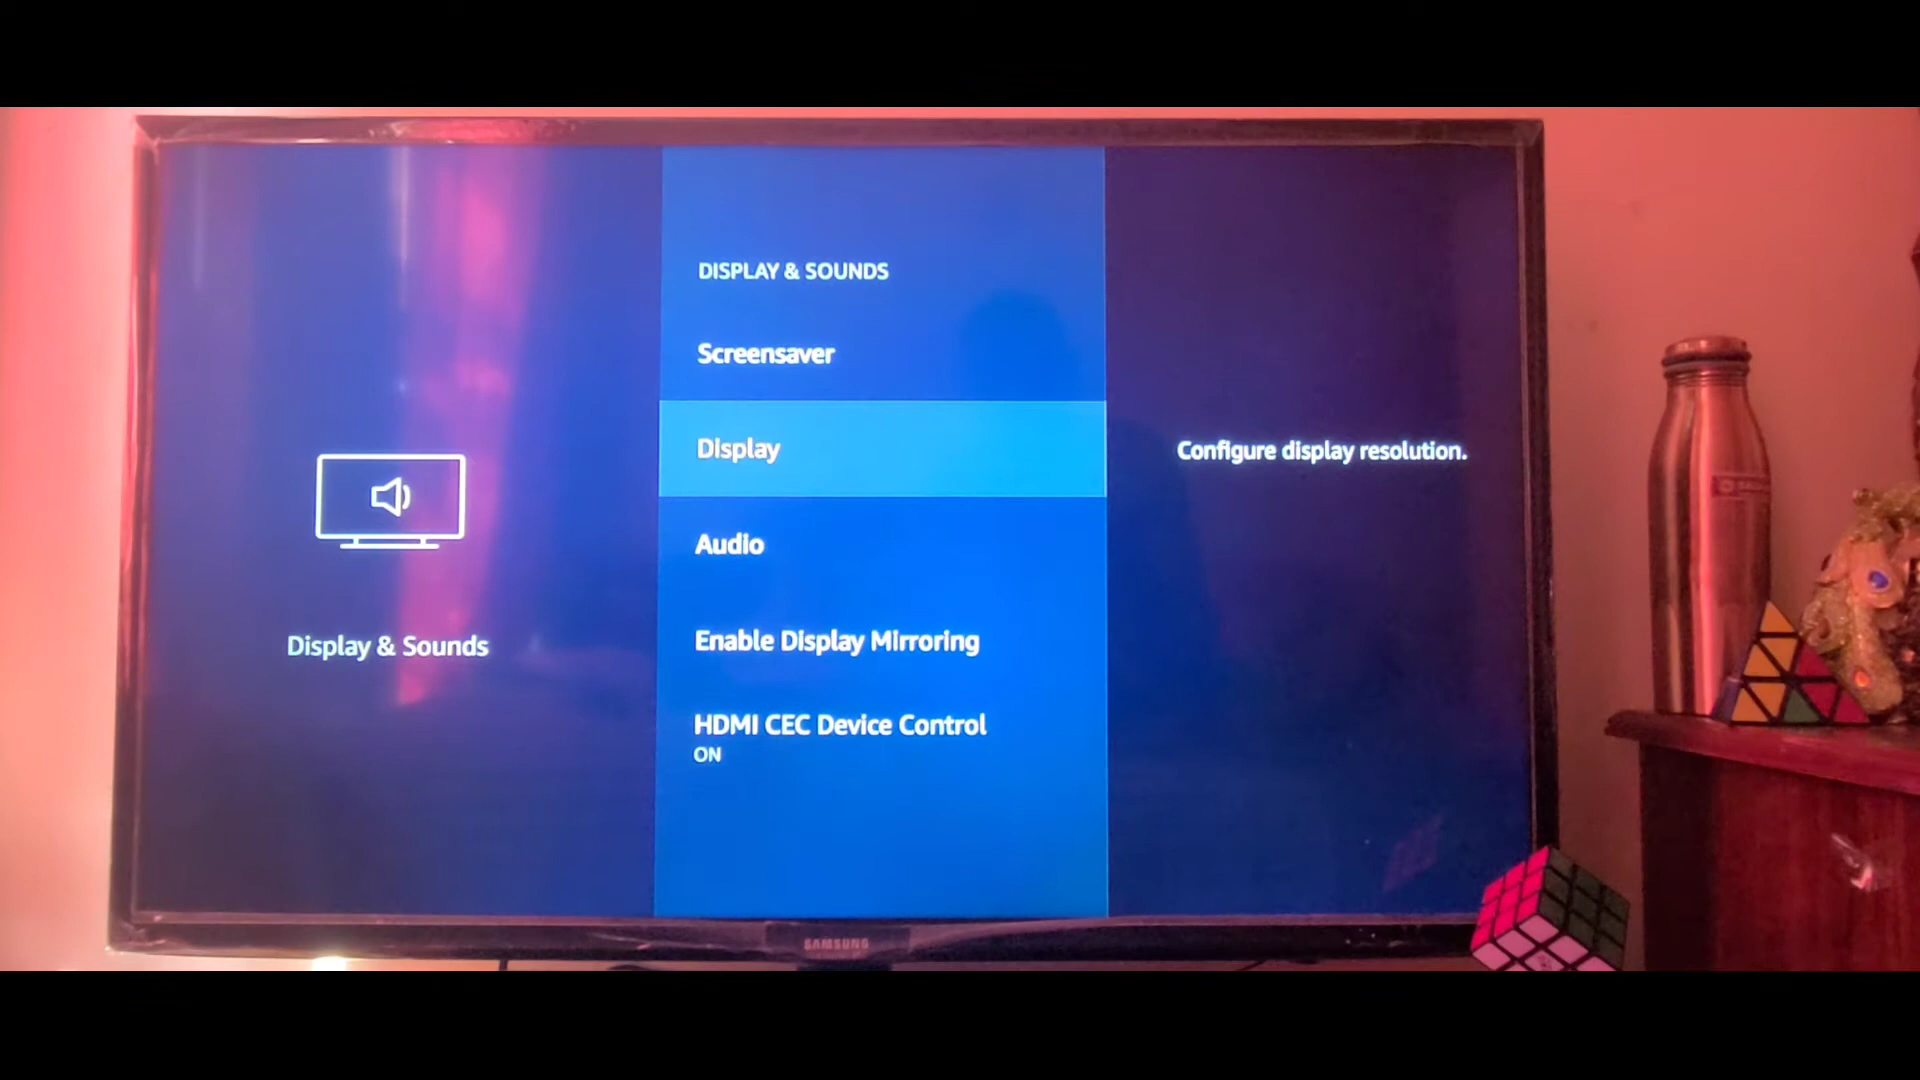 DISPLAY & SOUNDS
Screensaver
Display
Configure display resolution.
Audio
Enable Display Mirroring
Display & Sounds
HDMI CEC Device Control
ON
SAMSUNG